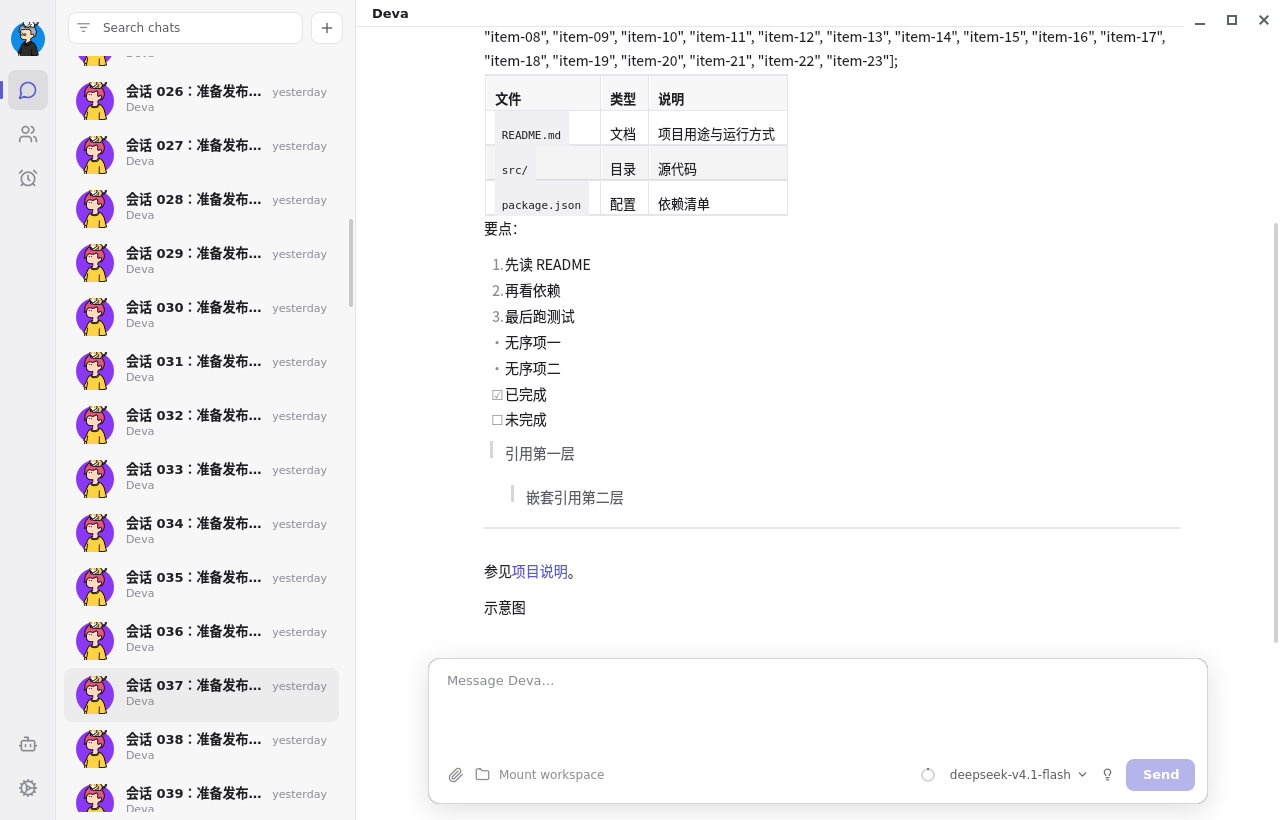 Search chats
会话 026：准备发布… yesterday
Deva
会话 027：准备发布… yesterday
Deva
会话 028：准备发布… yesterday
Deva
会话 029：准备发布… yesterday
Deva
会话 030：准备发布… yesterday
Deva
会话 031：准备发布… yesterday
Deva
会话 032：准备发布… yesterday
Deva
会话 033：准备发布… yesterday
Deva
会话 034：准备发布… yesterday
Deva
会话 035：准备发布… yesterday
Deva
会话 036：准备发布… yesterday
Deva
会话 037：准备发布… yesterday
Deva
会话 038：准备发布… yesterday
Deva
会话 039：准备发布… yesterday
Deva
Deva
"item-08", "item-09", "item-10", "item-11", "item-12", "item-13", "item-14", "item-15", "item-16", "item-17",
"item-18", "item-19", "item-20", "item-21", "item-22", "item-23"];
文件 类型 说明
README.md 文档 项目用途与运行方式
src/ 目录 源代码
package.json 配置 依赖清单
要点：
1. 先读 README
2. 再看依赖
3. 最后跑测试
• 无序项一
• 无序项二
☑ 已完成
☐ 未完成
引用第一层
嵌套引用第二层
参见项目说明。
示意图
Message Deva…
Mount workspace deepseek-v4.1-flash Send